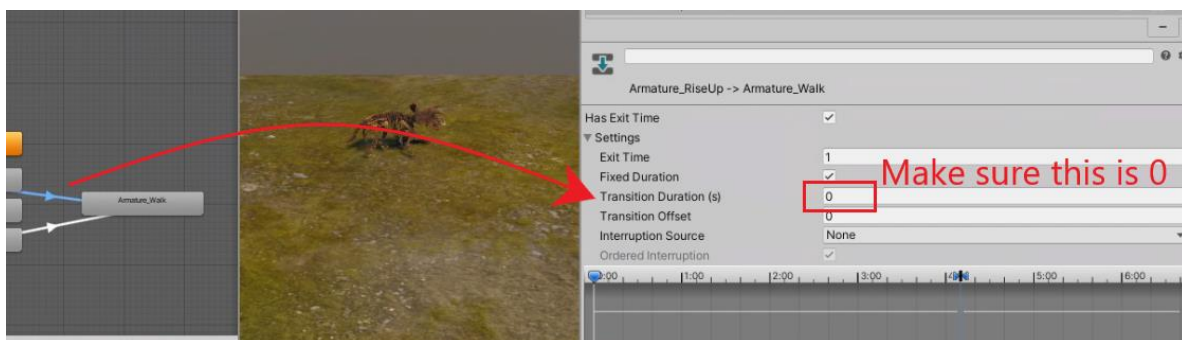 Armature_RiseUp -> Armature_Walk
Has Exit Time
Settings
Exit Time 1
Make sure this is 0
Fixed Duration
Transition Duration (s) 0
Transition Offset 0
Interruption Source None
Ordered Interruption
Armature_Walk
0:00 1:00 2:00 3:00 5:00 6:00